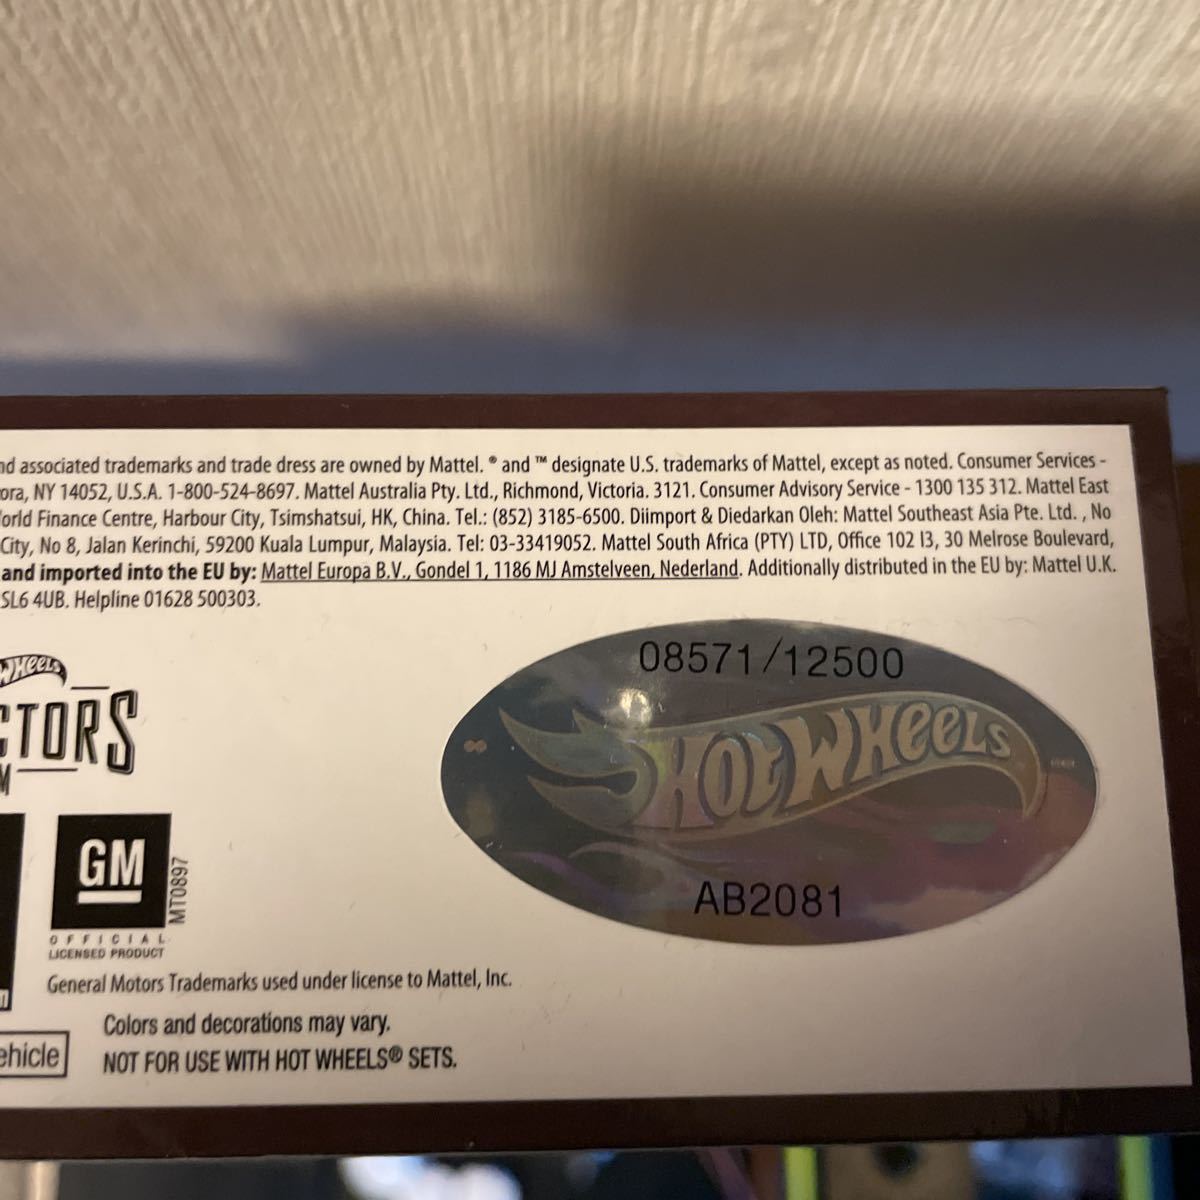 nd associated trademarks and trade dress are owned by Mattel. ® and ™ designate U.S. trademarks of Mattel, except as noted. Consumer Services -
ora, NY 14052, U.S.A. 1-800-524-8697. Mattel Australia Pty. Ltd., Richmond, Victoria. 3121. Consumer Advisory Service - 1300 135 312. Mattel East
orld Finance Centre, Harbour City, Tsimshatsui, HK, China. Tel.: (852) 3185-6500. Diimport & Diedarkan Oleh: Mattel Southeast Asia Pte. Ltd. , No
City, No 8, Jalan Kerinchi, 59200 Kuala Lumpur, Malaysia. Tel: 03-33419052. Mattel South Africa (PTY) LTD, Office 102 I3, 30 Melrose Boulevard,
and imported into the EU by: Mattel Europa B.V., Gondel 1, 1186 MJ Amstelveen, Nederland. Additionally distributed in the EU by: Mattel U.K.
SL6 4UB. Helpline 01628 500303.
WHeeLs
CTORS
M
GM
MT0897
OFFICIAL
LICENSED PRODUCT
08571/12500
HOT WHeeLs
AB2081
General Motors Trademarks used under license to Mattel, Inc.
Colors and decorations may vary.
ehicle
NOT FOR USE WITH HOT WHEELS® SETS.